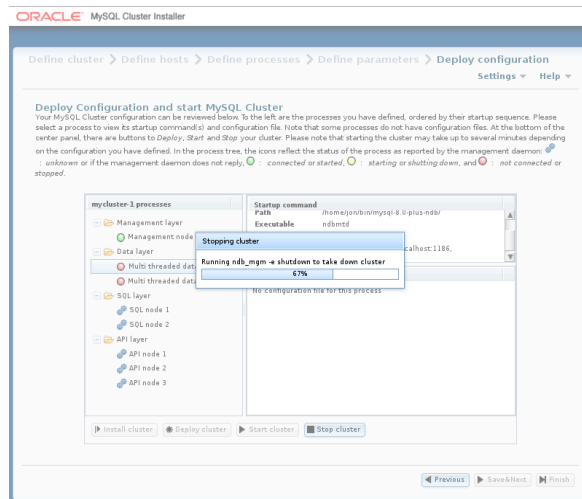 ORACLE MySQL Cluster Installer
Define cluster Define hosts Define processes Define parameters Deploy configuration
Settings Help
Deploy Configuration and start MySQL Cluster
Your MySQL Cluster configuration can be reviewed below. To the left are the processes you have defined, ordered by their startup sequence. Please
select a process to view its startup command(s) and configuration file. Note that some processes do not have configuration files. At the bottom of the
center panel, there are buttons to Deploy, Start and Stop your cluster. Please note that starting the cluster may take up to several minutes depending
on the configuration you have defined. In the process tree, the icons reflect the status of the process as reported by the management daemon:
: unknown or if the management daemon does not reply, : connected or started, : starting or shutting down, and : not connected or
stopped.
mycluster-1 processes
Management layer
Management node
Data layer
Multi threaded
Multi threaded
SQL layer
SQL node 1
SQL node 2
API layer
API node 1
API node 2
API node 3
Startup command
Path /home/jon/bin/mysql-8.0-plus-ndb/
Executable ndbmtd
calhost:1186,
Stopping cluster
Running ndb_mgm -e shutdown to take down cluster
67%
No configuration file for this process
Install cluster Deploy cluster Start cluster Stop cluster
Previous Save&Next Finish